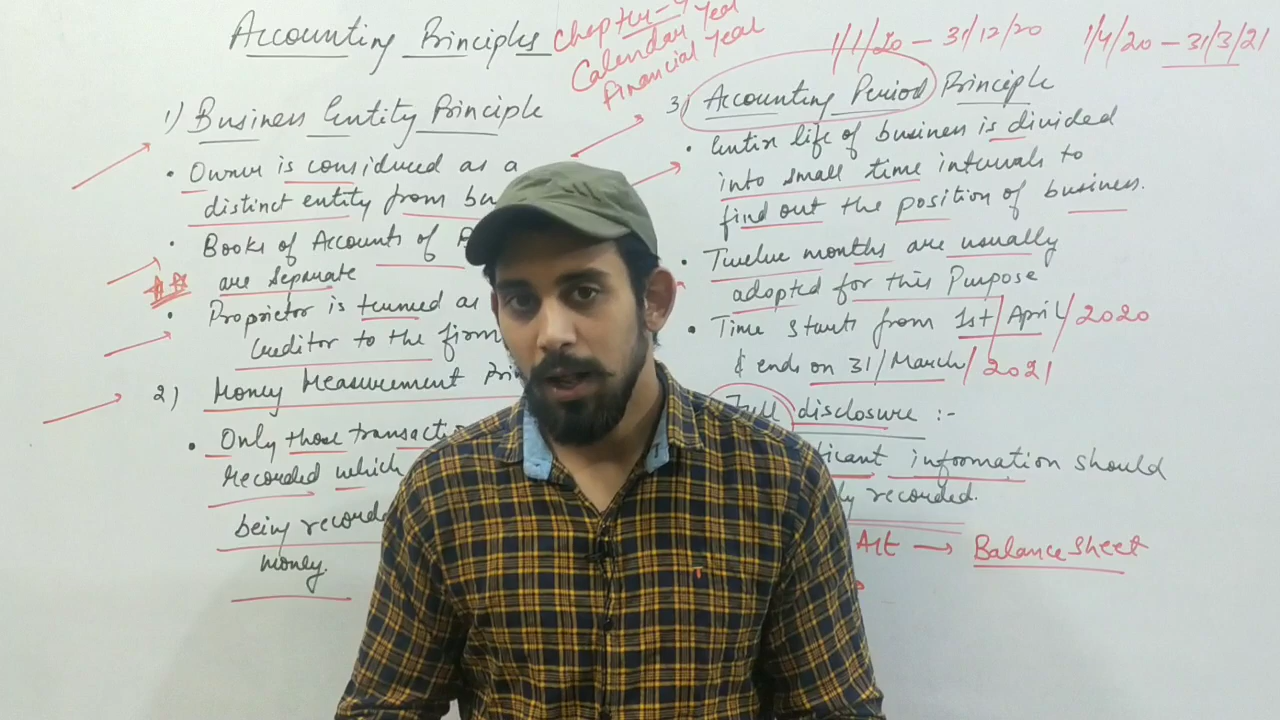 Accounting Principles
Chapter-4
Calendar Year
Financial Year
1) Business Entity Principle
• Owner is considered as a
distinct entity from
• Books of Accounts of
are separate
• Proprietor is termed as
creditor to the firm
2) Money Measurement
• Only those
recorded which
being
money.
1/1/20 - 31/12/20
1/4/20 - 31/3/21
3) Accounting Period Principle
• Entire life of business is divided
into small time intervals to
find out the position of business.
• Twelve months are usually
adopted for this Purpose
• Time starts from 1st/April/2020
& ends on 31/March/2021
Full disclosure :-
information should
recorded.
→ Balance sheet